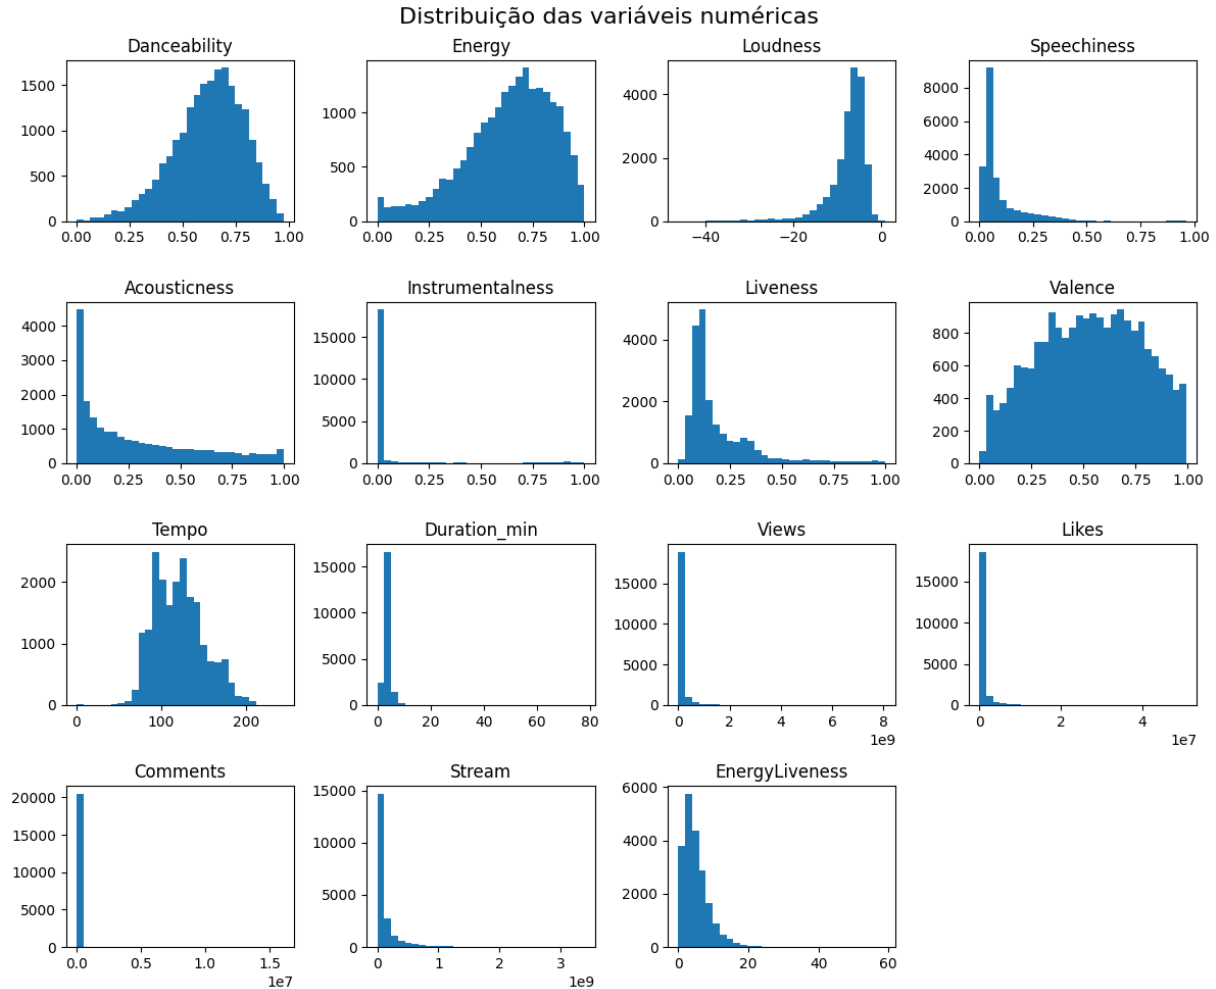 Distribuição das variáveis numéricas
Danceability Energy Loudness Speechiness
1500
1000
500
0
0.00 0.25 0.50 0.75 1.00
1000
500
0
0.00 0.25 0.50 0.75 1.00
4000
2000
0
−40 −20 0
8000
6000
4000
2000
0
0.00 0.25 0.50 0.75 1.00
Acousticness Instrumentalness Liveness Valence
4000
3000
2000
1000
0
0.00 0.25 0.50 0.75 1.00
15000
10000
5000
0
0.00 0.25 0.50 0.75 1.00
4000
2000
0
0.00 0.25 0.50 0.75 1.00
800
600
400
200
0
0.00 0.25 0.50 0.75 1.00
Tempo Duration_min Views Likes
2000
1000
0
0 100 200
15000
10000
5000
0
0 20 40 60 80
15000
10000
5000
0
0 2 4 6 8
1e9
15000
10000
5000
0
0 2 4
1e7
Comments Stream EnergyLiveness
20000
15000
10000
5000
0
0.0 0.5 1.0 1.5
1e7
15000
10000
5000
0
0 1 2 3
1e9
6000
4000
2000
0
0 20 40 60